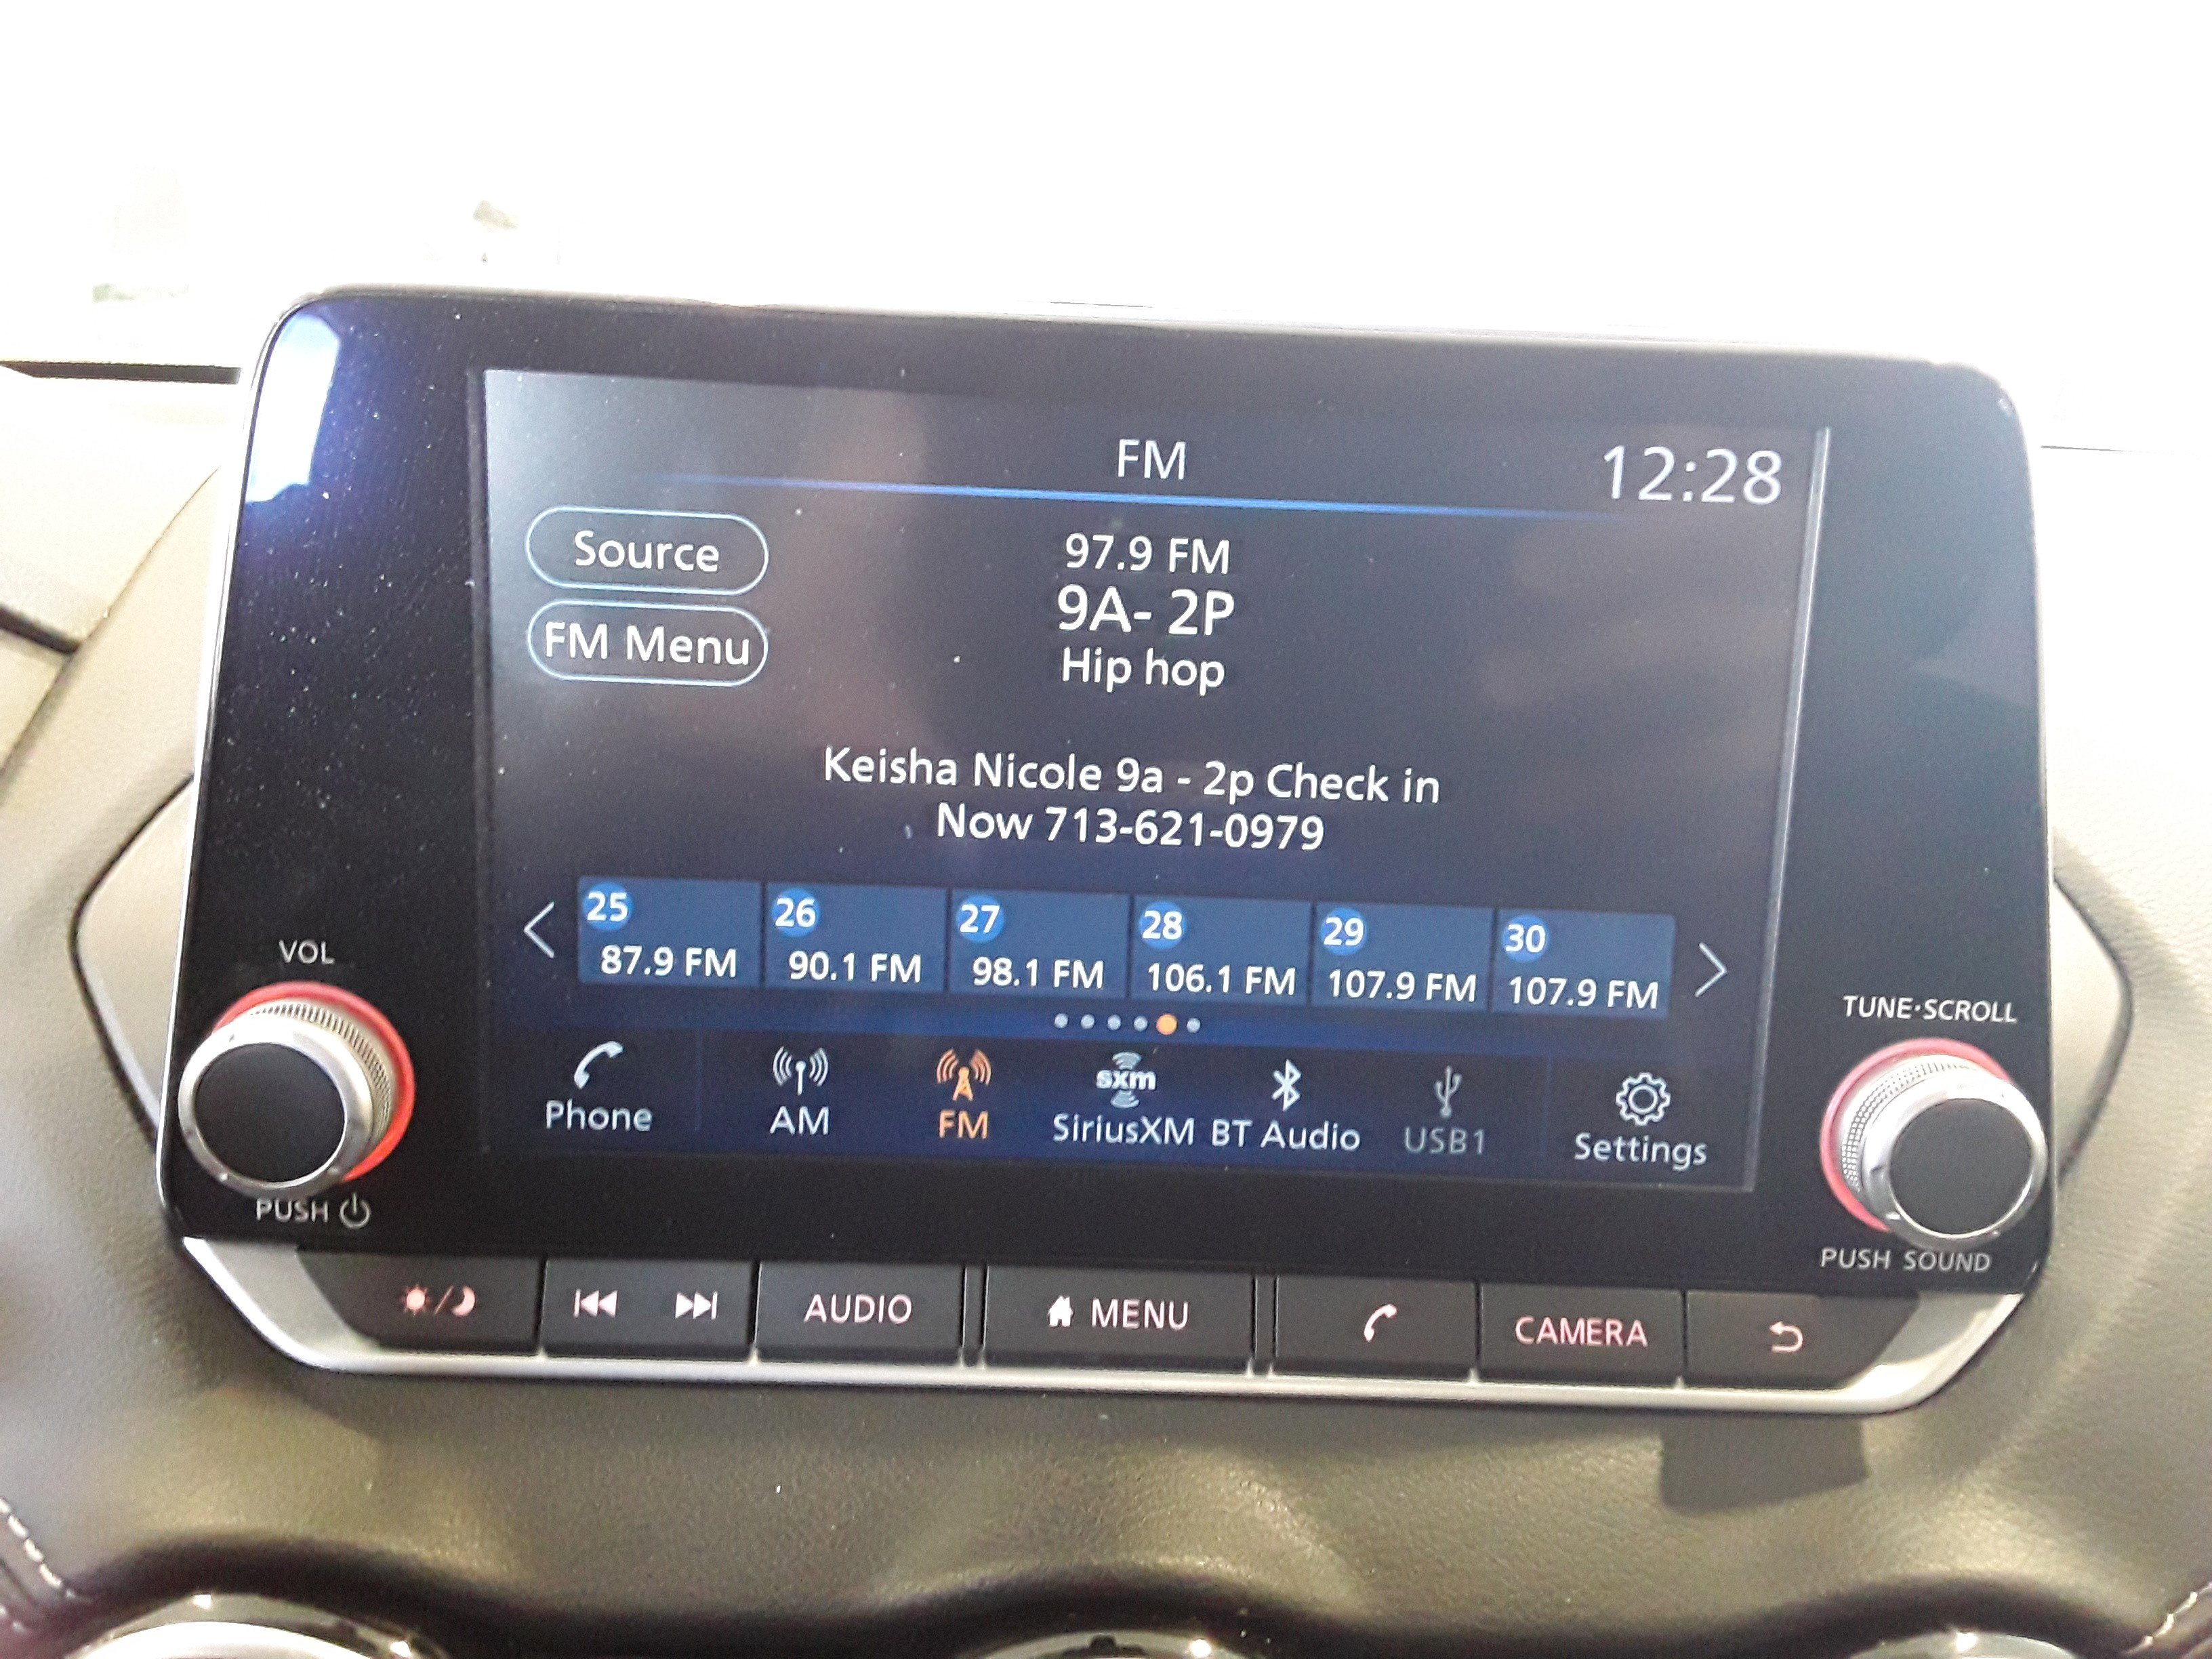 FM
12:28
Source
97.9 FM
9A- 2P
FM Menu
Hip hop
Keisha Nicole 9a - 2p Check in
Now 713-621-0979
25 26 27 28 29 30
87.9 FM 90.1 FM 98.1 FM 106.1 FM 107.9 FM 107.9 FM
VOL
TUNE·SCROLL
sxm
Phone AM FM SiriusXM BT Audio USB1 Settings
PUSH
PUSH SOUND
AUDIO MENU CAMERA